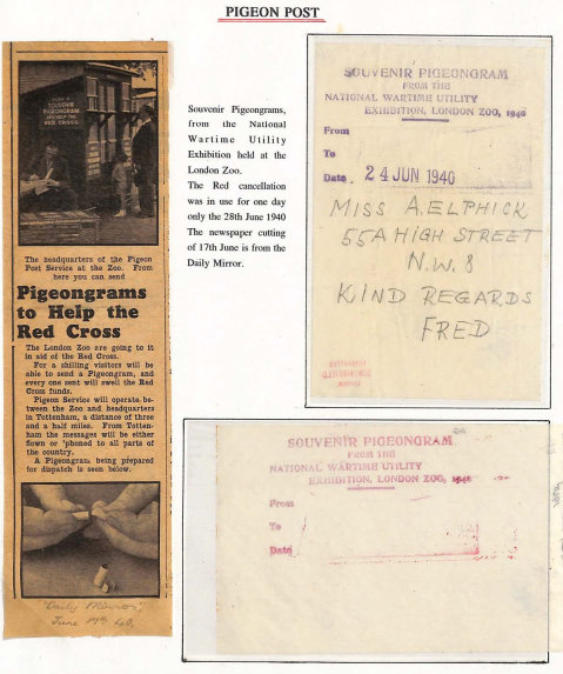 PIGEON POST
SOUVENIR
PIGEONGRAM
RED CROSS
The headquarters of the Pigeon
Post Service at the Zoo. From
here you can send
Pigeongrams
to Help the
Red Cross
The London Zoo are going to it
in aid of the Red Cross.
For a shilling visitors will be
able to send a Pigeongram, and
every one sent will swell the Red
Cross funds.
Pigeon Service will operate be-
tween the Zoo and headquarters
in Tottenham, a distance of three
and a half miles. From Totten-
ham the messages will be either
flown or 'phoned to all parts of
the country.
A Pigeongram being prepared
for dispatch is seen below.
"Daily Mirror",
June 40.
Souvenir Pigeongrams,
from the National
Wartime Utility
Exhibition held at the
London Zoo.
The Red cancellation
was in use for one day
only the 28th June 1940
The newspaper cutting
of 17th June is from the
Daily Mirror.
SOUVENIR PIGEONGRAM
FROM THE
NATIONAL WARTIME UTILITY
EXHIBITION, LONDON ZOO, 1940
From
To
Date 24 JUN 1940
MISS A. ELPHICK
55A HIGH STREET
N.W. 8
KIND REGARDS
FRED
SOUVENIR PIGEONGRAM
FROM THE
NATIONAL WARTIME UTILITY
EXHIBITION, LONDON ZOO, 1940
From
To
Date